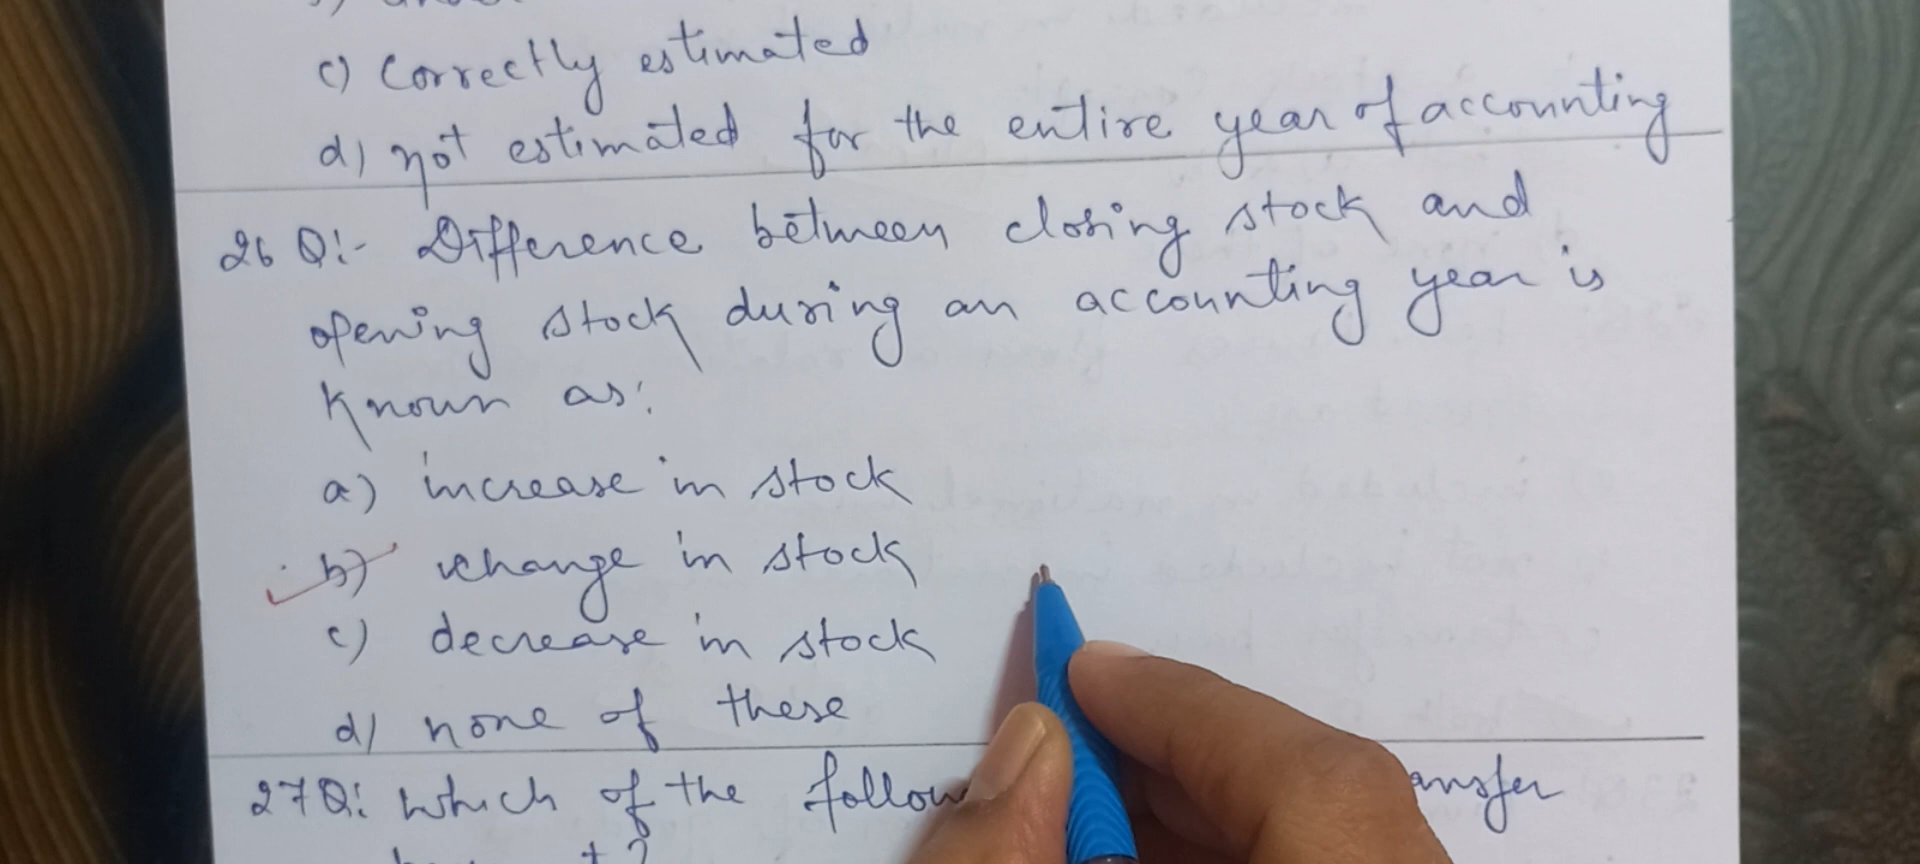 c) Correctly estimated
d) not estimated for the entire year of accounting
26 Q:- Difference between closing stock and
opening stock during an accounting year is
known as:
a) increase in stock
b) change in stock
c) decrease in stock
d) none of these
27 Q: which of the